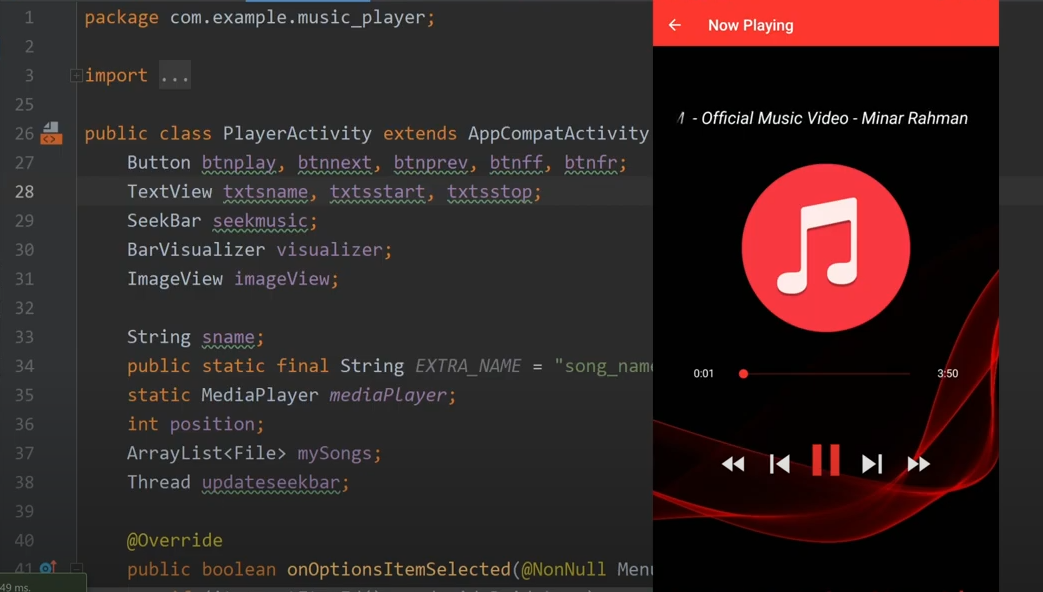 1 package com.example.music_player;
2
3 import ...
25
26 public class PlayerActivity extends AppCompatActivity
27 Button btnplay, btnnext, btnprev, btnff, btnfr;
28 TextView txtsname, txtsstart, txtsstop;
29 SeekBar seekmusic;
30 BarVisualizer visualizer;
31 ImageView imageView;
32
33 String sname;
34 public static final String EXTRA_NAME = "song_name
35 static MediaPlayer mediaPlayer;
36 int position;
37 ArrayList<File> mySongs;
38 Thread updateseekbar;
39
40 @Override
41 public boolean onOptionsItemSelected(@NonNull Menu
49 ms.
Now Playing
- Official Music Video - Minar Rahman
0:01 3:50